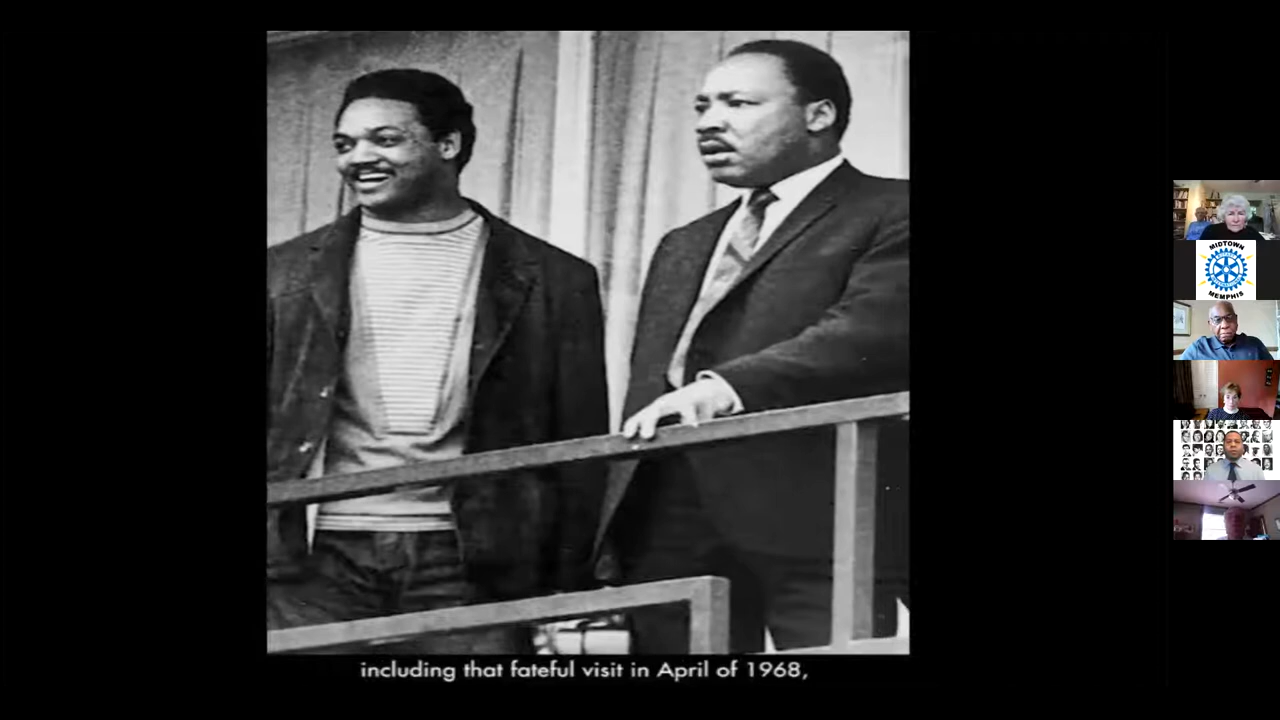 including that fateful visit in April of 1968,
MIDTOWN
MEMPHIS